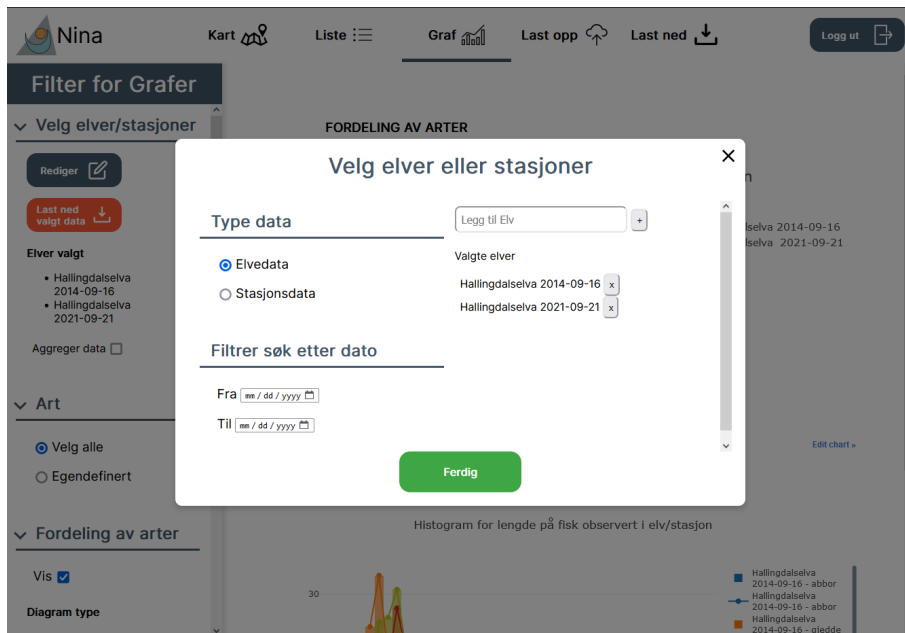 Nina
Kart
Liste
Graf
Last opp
Last ned
Logg ut
Filter for Grafer
Velg elver/stasjoner
Rediger
Last ned
valgt data
Elver valgt
Hallingdalselva
2014-09-16
Hallingdalselva
2021-09-21
Aggreger data
Art
Velg alle
Egendefinert
Fordeling av arter
Vis
Diagram type
FORDELING AV ARTER
Velg elver eller stasjoner
Type data
Elvedata
Stasjonsdata
Filtrer søk etter dato
Fra mm / dd / yyyy
Til mm / dd / yyyy
Legg til Elv
+
Valgte elver
Hallingdalselva 2014-09-16 x
Hallingdalselva 2021-09-21 x
Ferdig
2014-09-16
2021-09-21
Edit chart »
Histogram for lengde på fisk observert i elv/stasjon
30
Hallingdalselva
2014-09-16 - abbor
Hallingdalselva
2014-09-16 - abbor
Hallingdalselva
2014-09-16 - gjedde